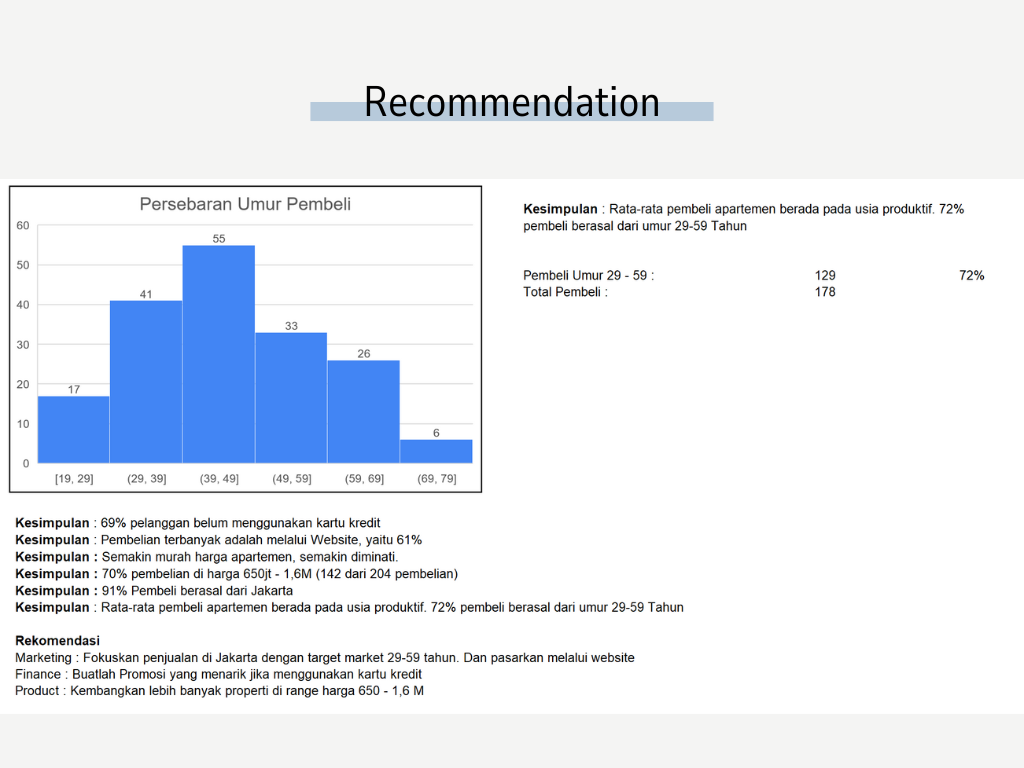 Recommendation
Persebaran Umur Pembeli
60
50
40
30
20
10
0
17
41
55
33
26
6
[19, 29]
(29, 39]
(39, 49]
(49, 59]
(59, 69]
(69, 79]
Kesimpulan : Rata-rata pembeli apartemen berada pada usia produktif. 72%
pembeli berasal dari umur 29-59 Tahun
Pembeli Umur 29 - 59 : 129 72%
Total Pembeli : 178
Kesimpulan : 69% pelanggan belum menggunakan kartu kredit
Kesimpulan : Pembelian terbanyak adalah melalui Website, yaitu 61%
Kesimpulan : Semakin murah harga apartemen, semakin diminati.
Kesimpulan : 70% pembelian di harga 650jt - 1,6M (142 dari 204 pembelian)
Kesimpulan : 91% Pembeli berasal dari Jakarta
Kesimpulan : Rata-rata pembeli apartemen berada pada usia produktif. 72% pembeli berasal dari umur 29-59 Tahun
Rekomendasi
Marketing : Fokuskan penjualan di Jakarta dengan target market 29-59 tahun. Dan pasarkan melalui website
Finance : Buatlah Promosi yang menarik jika menggunakan kartu kredit
Product : Kembangkan lebih banyak properti di range harga 650 - 1,6 M